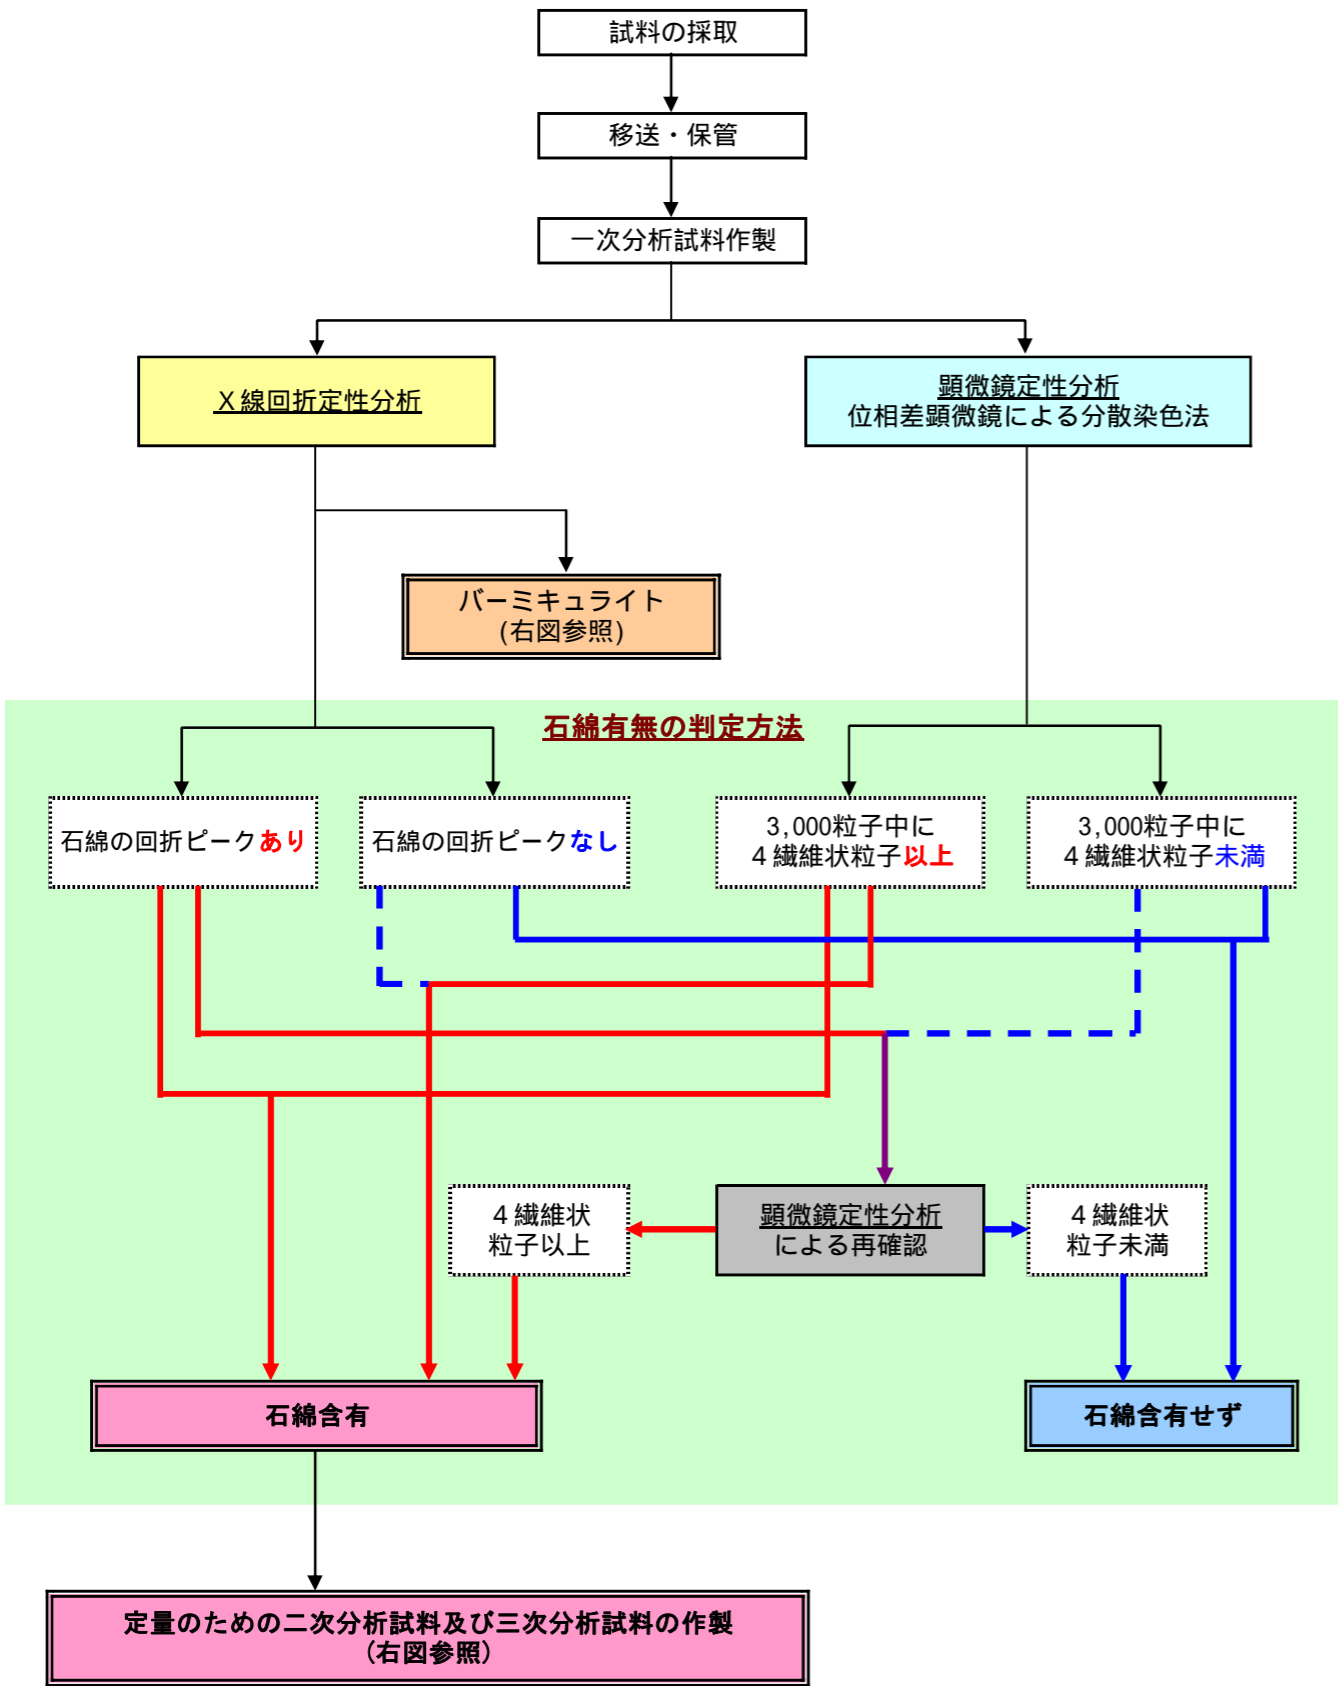 試料の採取
移送・保管
一次分析試料作製
X線回折定性分析
顕微鏡定性分析
位相差顕微鏡による分散染色法
バーミキュライト
(右図参照)
石綿有無の判定方法
石綿の回折ピークあり
石綿の回折ピークなし
3,000粒子中に
4繊維状粒子以上
3,000粒子中に
4繊維状粒子未満
4繊維状
粒子以上
顕微鏡定性分析
による再確認
4繊維状
粒子未満
石綿含有
石綿含有せず
定量のための二次分析試料及び三次分析試料の作製
(右図参照)